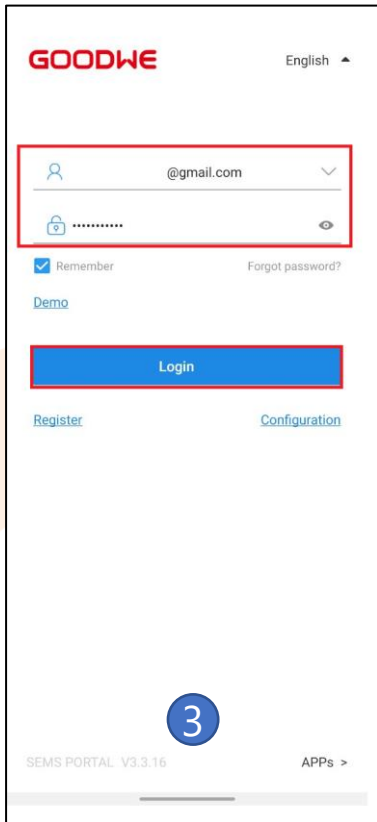 GOODWE English
@gmail.com
•••••••••••
Remember Forgot password?
Demo
Login
Register Configuration
3
SEMS PORTAL V3.3.16 APPs >